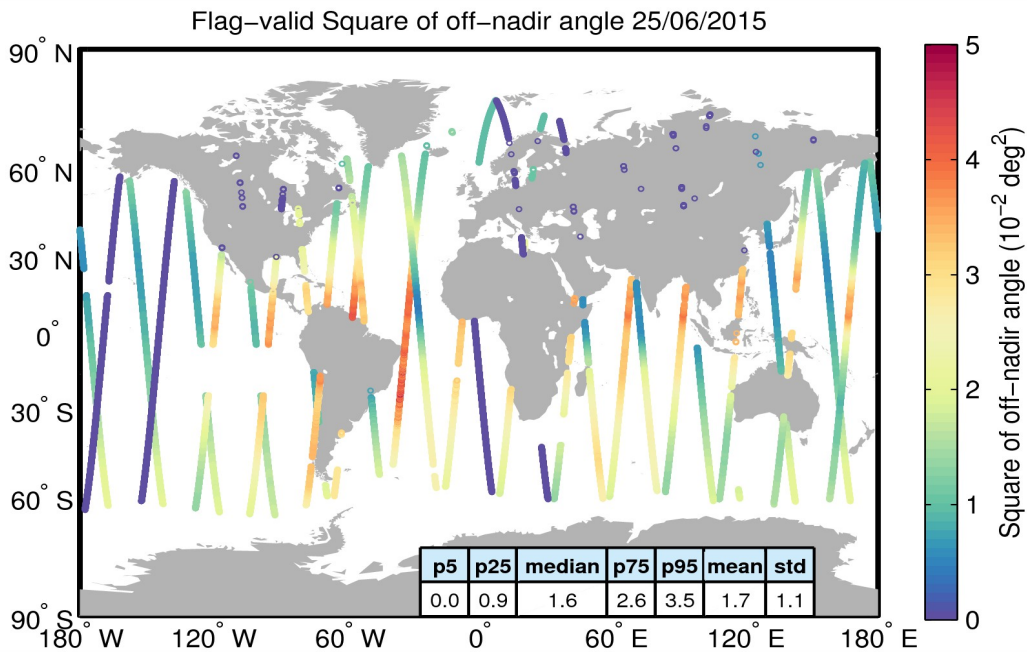 Flag−valid Square of off−nadir angle 25/06/2015
90° N
60° N
30° N
0°
30° S
60° S
90° S
180° W
120° W
60° W
0°
60° E
120° E
180° E
p5 p25 median p75 p95 mean std
0.0 0.9 1.6 2.6 3.5 1.7 1.1
5
4
3
2
1
0
Square of off−nadir angle (10⁻² deg²)